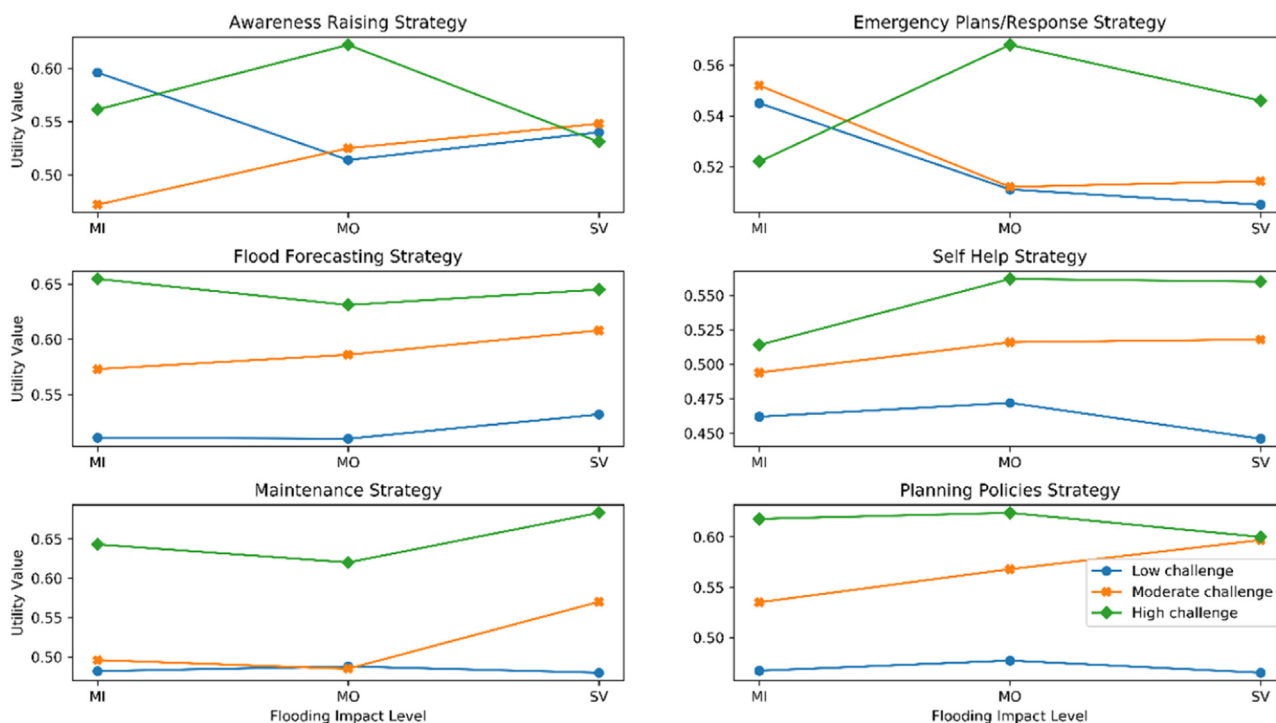 Awareness Raising Strategy
Utility Value
0.60
0.55
0.50
MI
MO
SV
Emergency Plans/Response Strategy
0.56
0.54
0.52
MI
MO
SV
Flood Forecasting Strategy
Utility Value
0.65
0.60
0.55
MI
MO
SV
Self Help Strategy
0.550
0.525
0.500
0.475
0.450
MI
MO
SV
Maintenance Strategy
Utility Value
0.65
0.60
0.55
0.50
MI
MO
SV
Flooding Impact Level
Planning Policies Strategy
0.60
0.55
0.50
Low challenge
Moderate challenge
High challenge
MI
MO
SV
Flooding Impact Level